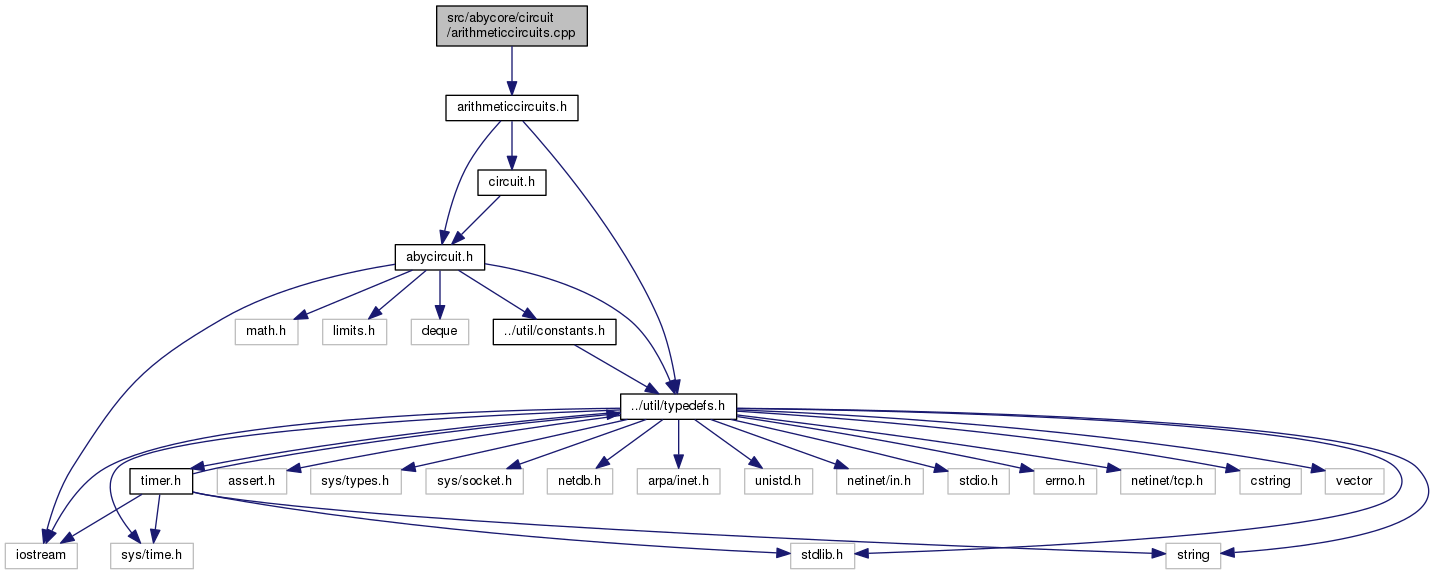 src/abycore/circuit
/arithmeticcircuits.cpp
arithmeticcircuits.h
circuit.h
abycircuit.h
math.h
limits.h
deque
../util/constants.h
../util/typedefs.h
timer.h
assert.h
sys/types.h
sys/socket.h
netdb.h
arpa/inet.h
unistd.h
netinet/in.h
stdio.h
errno.h
netinet/tcp.h
cstring
vector
iostream
sys/time.h
stdlib.h
string